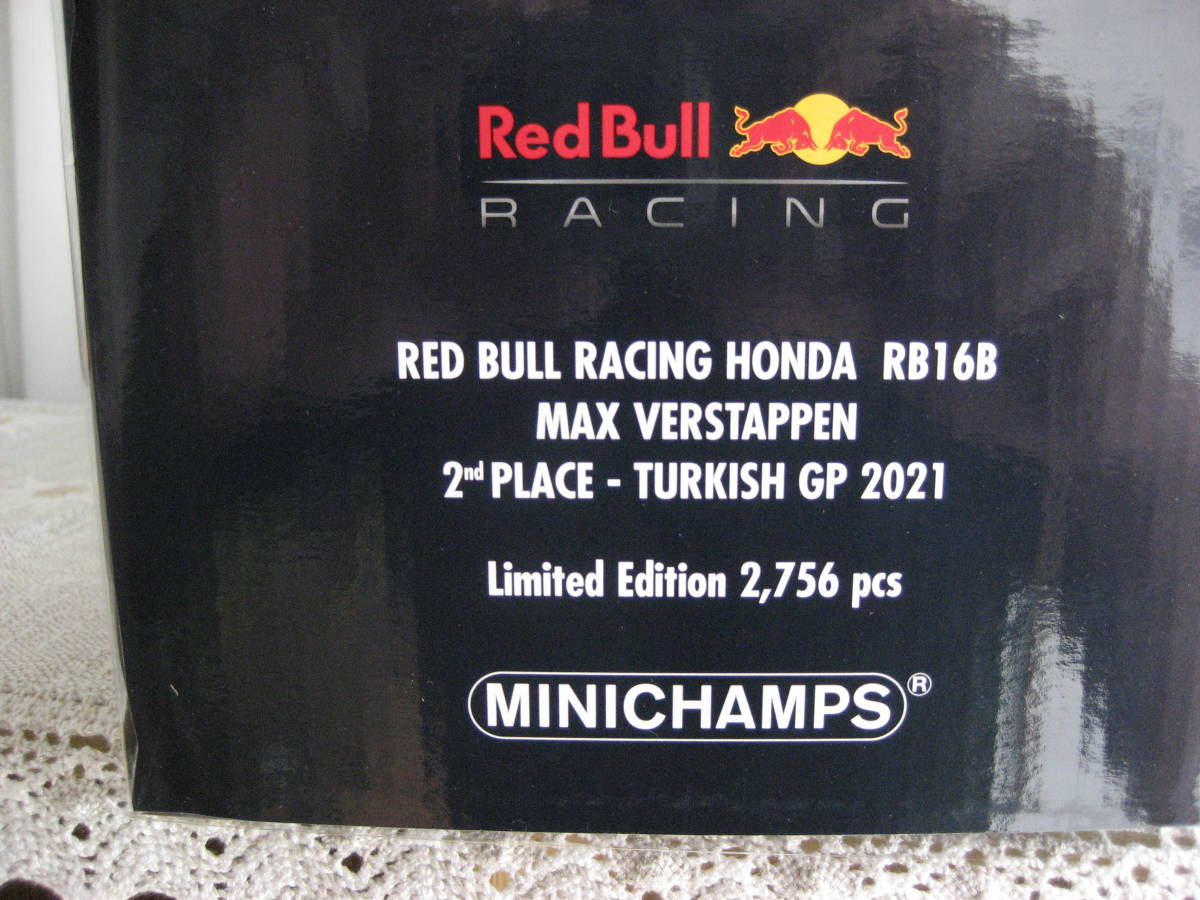 Red Bull
RACING
RED BULL RACING HONDA RB16B
MAX VERSTAPPEN
2nd PLACE - TURKISH GP 2021
Limited Edition 2,756 pcs
MINICHAMPS®